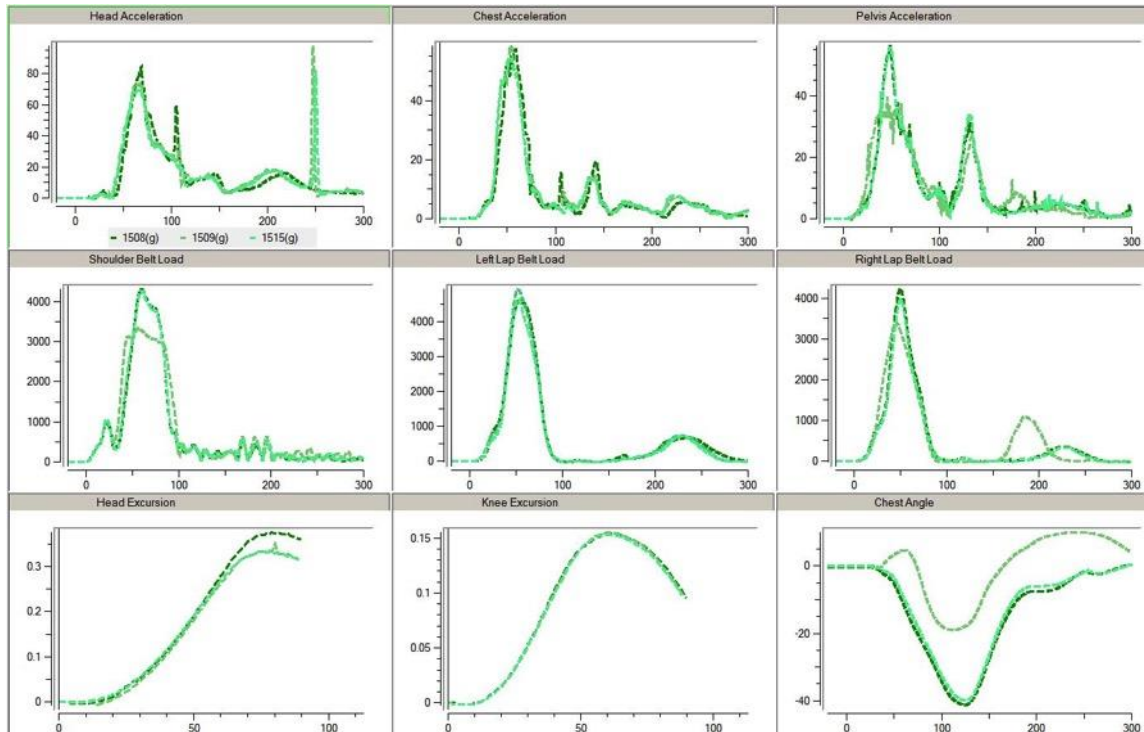 Head Acceleration
80
60
40
20
0
0 100 200 300
1508(g) 1509(g) 1515(g)
Chest Acceleration
40
20
0
0 100 200 300
Pelvis Acceleration
40
20
0
0 100 200 300
Shoulder Belt Load
4000
3000
2000
1000
0
0 100 200 300
Left Lap Belt Load
4000
3000
2000
1000
0
0 100 200 300
Right Lap Belt Load
4000
3000
2000
1000
0
0 100 200 300
Head Excursion
0.3
0.2
0.1
0
0 50 100
Knee Excursion
0.15
0.1
0.05
0
0 50 100
Chest Angle
0
-20
-40
0 100 200 300